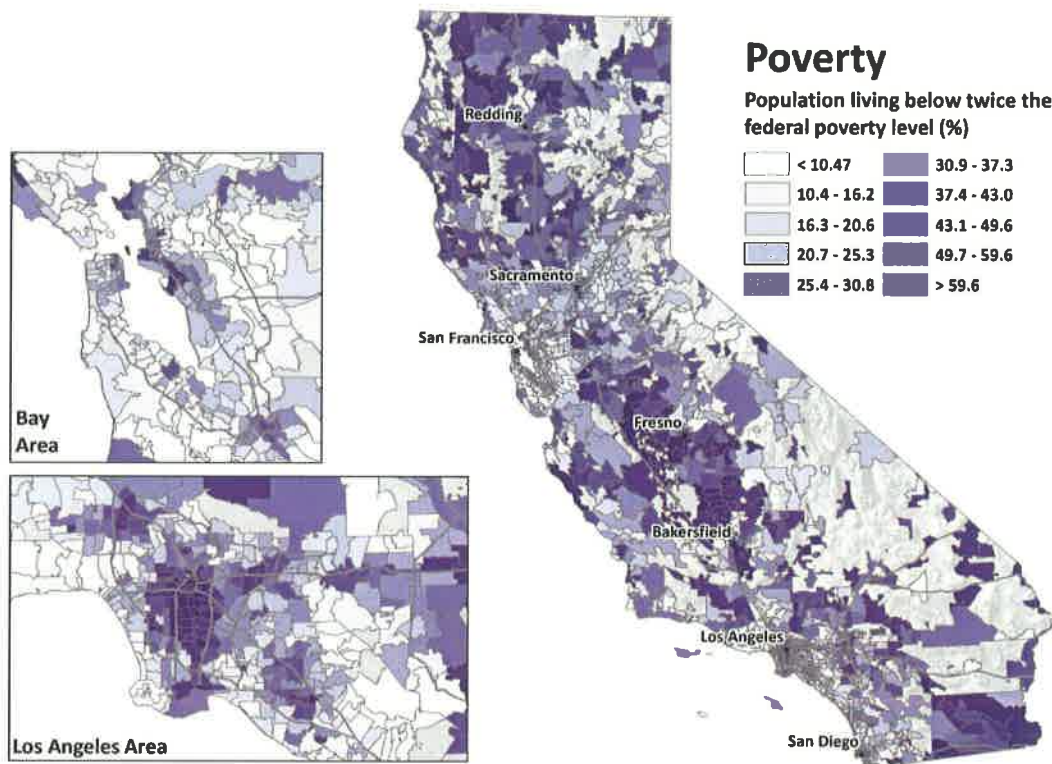 Poverty
Population living below twice the
federal poverty level (%)
< 10.47
10.4 - 16.2
16.3 - 20.6
20.7 - 25.3
25.4 - 30.8
30.9 - 37.3
37.4 - 43.0
43.1 - 49.6
49.7 - 59.6
> 59.6
Redding
Sacramento
San Francisco
Fresno
Bakersfield
Los Angeles
San Diego
Bay
Area
Los Angeles Area